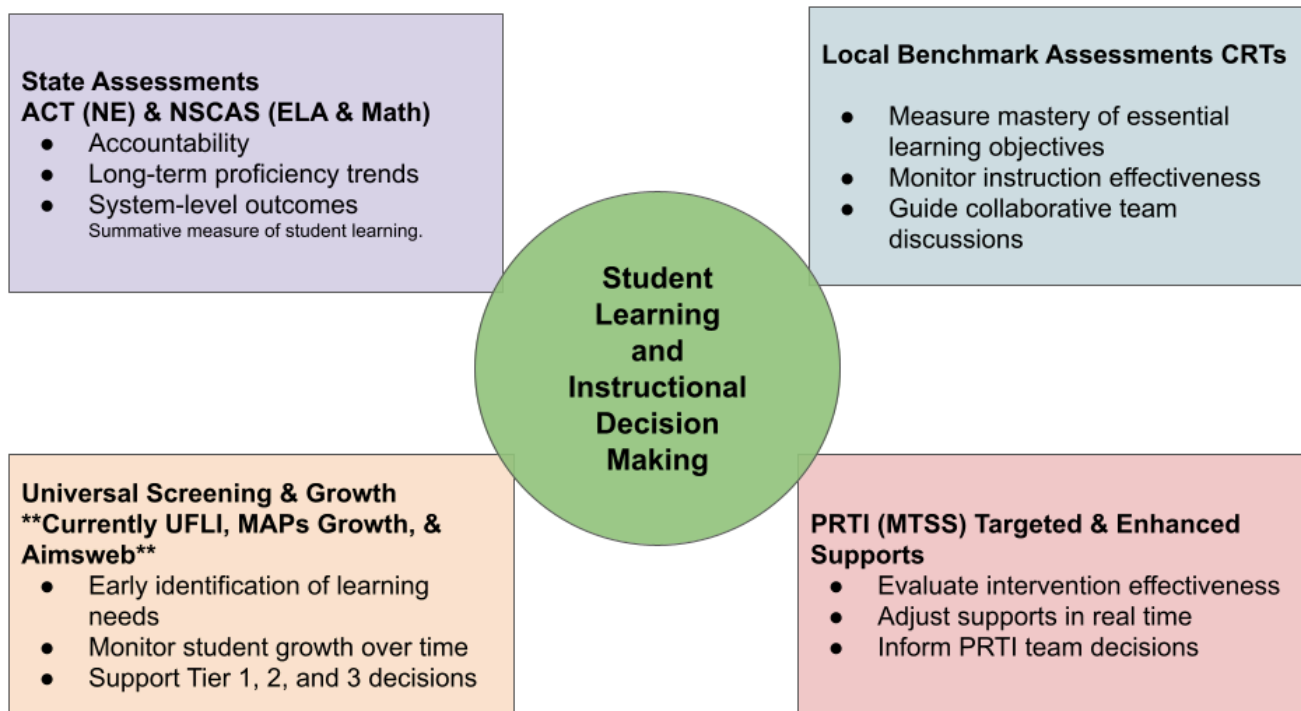 State Assessments
ACT (NE) & NSCAS (ELA & Math)
● Accountability
● Long-term proficiency trends
● System-level outcomes
Summative measure of student learning.
Local Benchmark Assessments CRTs
● Measure mastery of essential
learning objectives
● Monitor instruction effectiveness
● Guide collaborative team
discussions
Student
Learning
and
Instructional
Decision
Making
Universal Screening & Growth
**Currently UFLI, MAPs Growth, &
Aimsweb**
● Early identification of learning
needs
● Monitor student growth over time
● Support Tier 1, 2, and 3 decisions
PRTI (MTSS) Targeted & Enhanced
Supports
● Evaluate intervention effectiveness
● Adjust supports in real time
● Inform PRTI team decisions